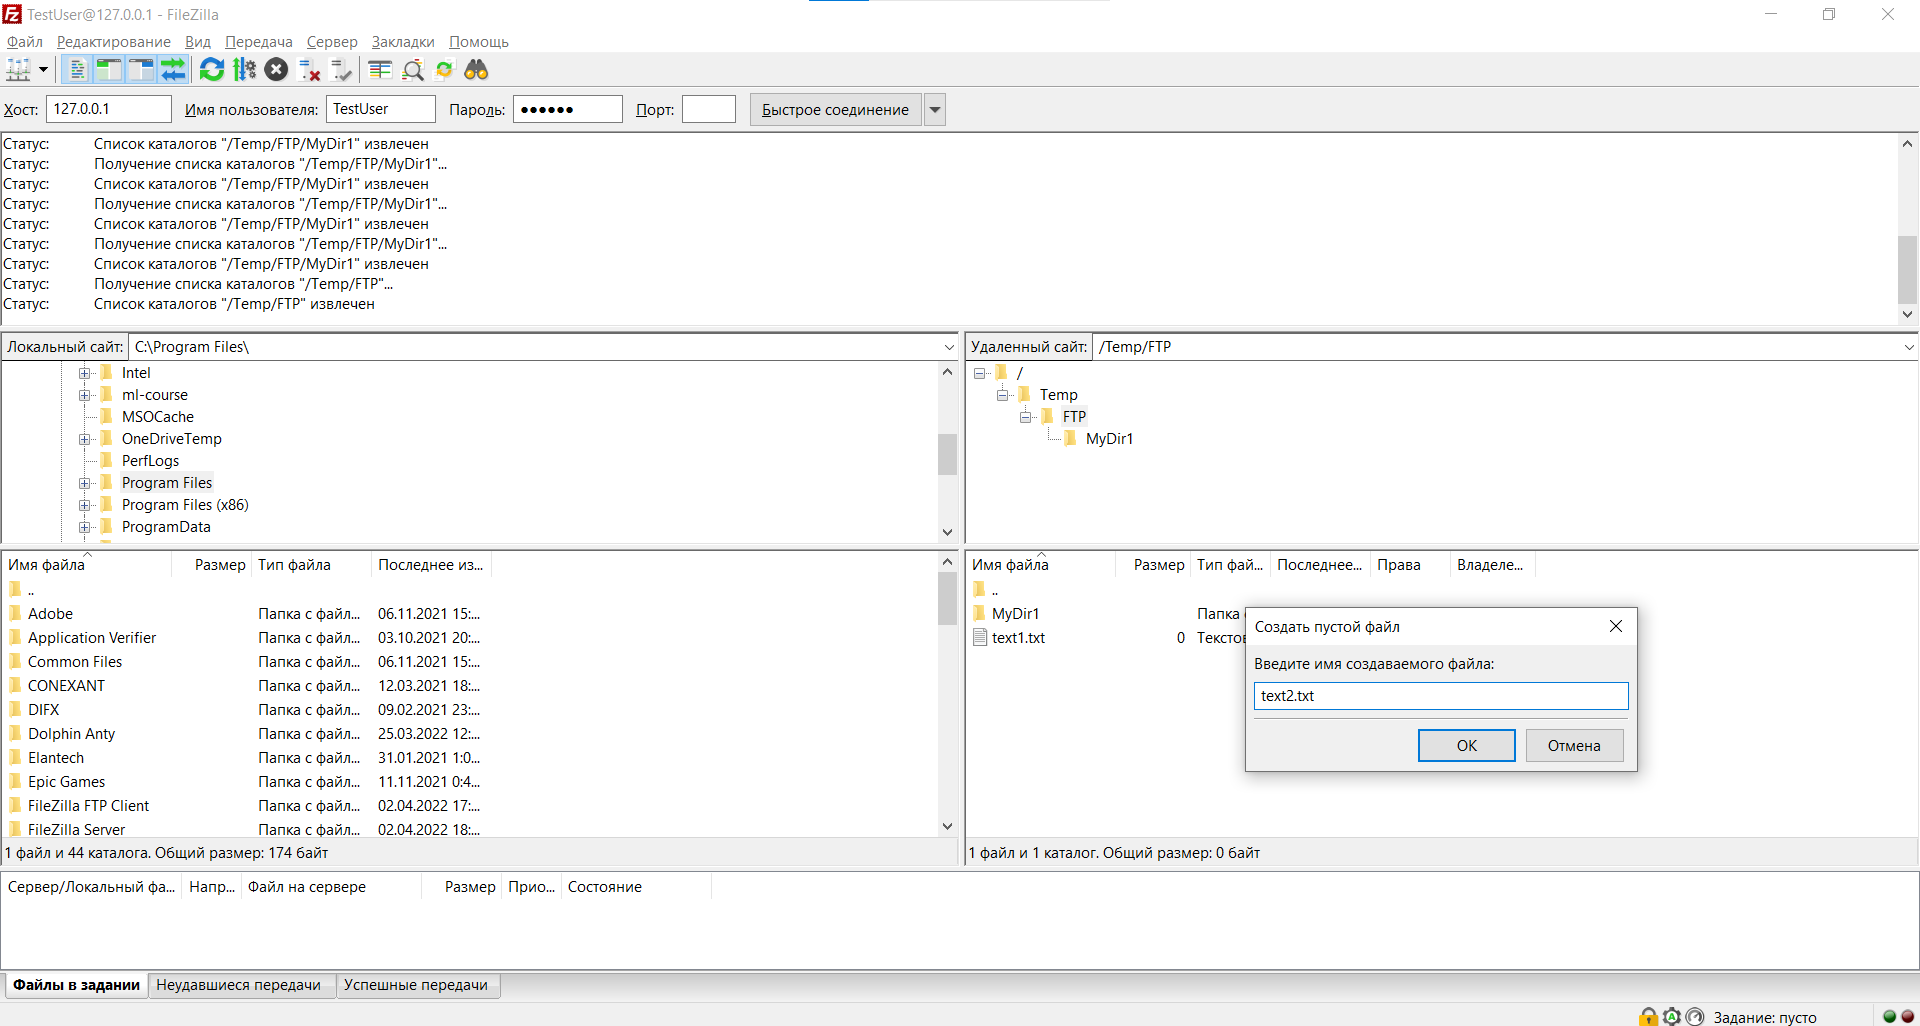 TestUser@127.0.0.1 - FileZilla
Файл Редактирование Вид Передача Сервер Закладки Помощь
Хост: 127.0.0.1 Имя пользователя: TestUser Пароль: ●●●●●● Порт: Быстрое соединение
Статус: Список каталогов "/Temp/FTP/MyDir1" извлечен
Статус: Получение списка каталогов "/Temp/FTP/MyDir1"...
Статус: Список каталогов "/Temp/FTP/MyDir1" извлечен
Статус: Получение списка каталогов "/Temp/FTP/MyDir1"...
Статус: Список каталогов "/Temp/FTP/MyDir1" извлечен
Статус: Получение списка каталогов "/Temp/FTP/MyDir1"...
Статус: Список каталогов "/Temp/FTP/MyDir1" извлечен
Статус: Получение списка каталогов "/Temp/FTP"...
Статус: Список каталогов "/Temp/FTP" извлечен
Локальный сайт: C:\Program Files\
Intel
ml-course
MSOCache
OneDriveTemp
PerfLogs
Program Files
Program Files (x86)
ProgramData
Имя файла Размер Тип файла Последнее из...
..
Adobe Папка с файл... 06.11.2021 15:...
Application Verifier Папка с файл... 03.10.2021 20:...
Common Files Папка с файл... 06.11.2021 15:...
CONEXANT Папка с файл... 12.03.2021 18:...
DIFX Папка с файл... 09.02.2021 23:...
Dolphin Anty Папка с файл... 25.03.2022 12:...
Elantech Папка с файл... 31.01.2021 1:0...
Epic Games Папка с файл... 11.11.2021 0:4...
FileZilla FTP Client Папка с файл... 02.04.2022 17:...
FileZilla Server Папка с файл... 02.04.2022 18:...
1 файл и 44 каталога. Общий размер: 174 байт
Удаленный сайт: /Temp/FTP
/
Temp
FTP
MyDir1
Имя файла Размер Тип фай... Последнее... Права Владеле...
..
MyDir1 Папка
text1.txt 0 Тексто
Создать пустой файл
Введите имя создаваемого файла:
text2.txt
OK Отмена
1 файл и 1 каталог. Общий размер: 0 байт
Сервер/Локальный фа... Напр... Файл на сервере Размер Прио... Состояние
Файлы в задании Неудавшиеся передачи Успешные передачи
Задание: пусто